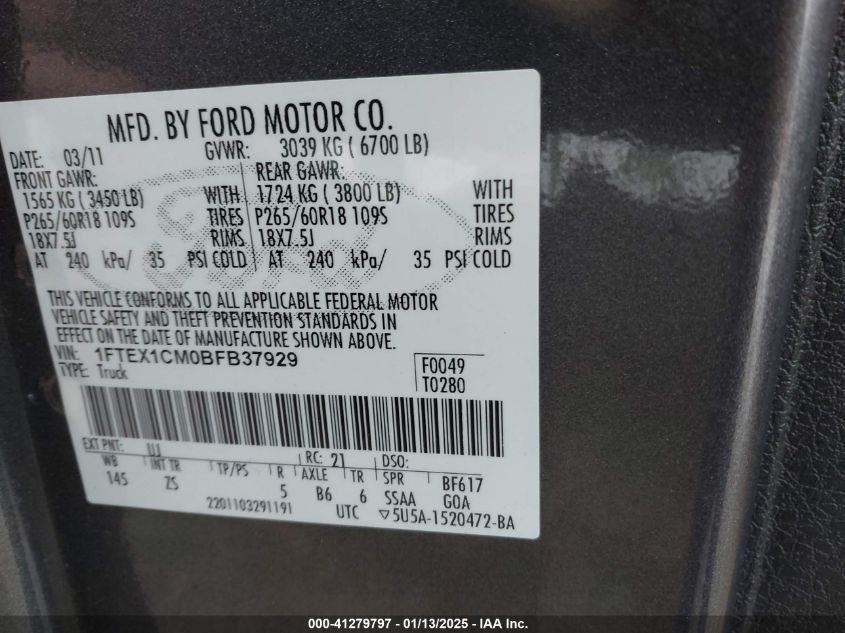 MFD. BY FORD MOTOR CO.
DATE: 03/11 GVWR: 3039 KG ( 6700 LB)
FRONT GAWR: REAR GAWR:
1565 KG ( 3450 LB) WITH 1724 KG ( 3800 LB) WITH
P265/60R18 109S TIRES P265/60R18 109S TIRES
18X7.5J RIMS 18X7.5J RIMS
AT 240 kPa/ 35 PSI COLD AT 240 kPa/ 35 PSI COLD
THIS VEHICLE CONFORMS TO ALL APPLICABLE FEDERAL MOTOR
VEHICLE SAFETY AND THEFT PREVENTION STANDARDS IN
EFFECT ON THE DATE OF MANUFACTURE SHOWN ABOVE.
VIN: 1FTEX1CM0BFB37929 F0049
TYPE: Truck T0280
EXT PNT: UJ RC: 21 DSO:
WB INT TR TP/PS R AXLE TR SPR BF617
145 ZS 5 B6 6 SSAA GOA
2201103291191 UTC ▽5U5A-1520472-BA
000-41279797 - 01/13/2025 - IAA Inc.